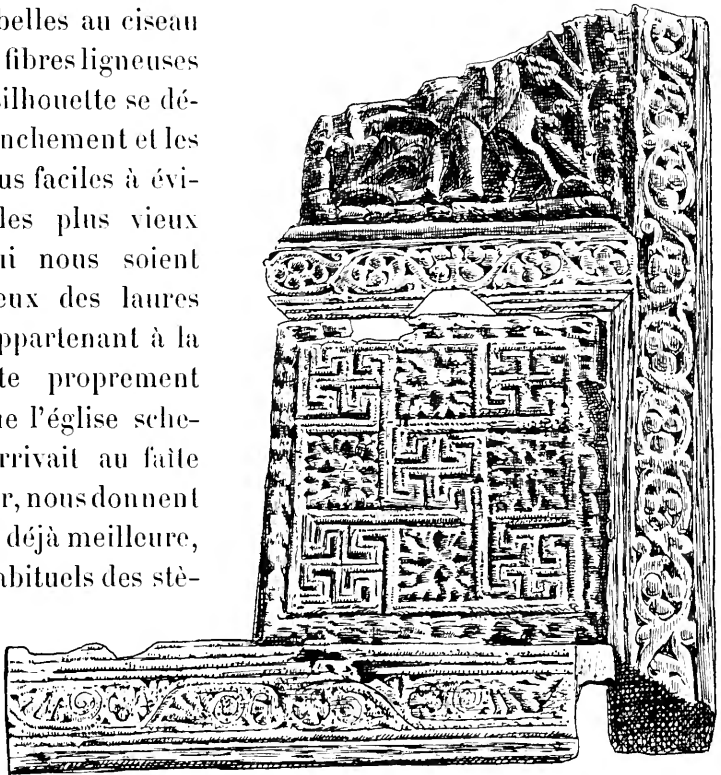 belles au ciseau
fibres ligneuses
ilhouette se dé-
nchement et les
us faciles à évi-
les plus vieux
ui nous soient
eux des laures
ppartenant à la
te proprement
ue l'église sche-
rrivait au faîte
r, nous donnent
déjà meilleure,
abituels des stè-